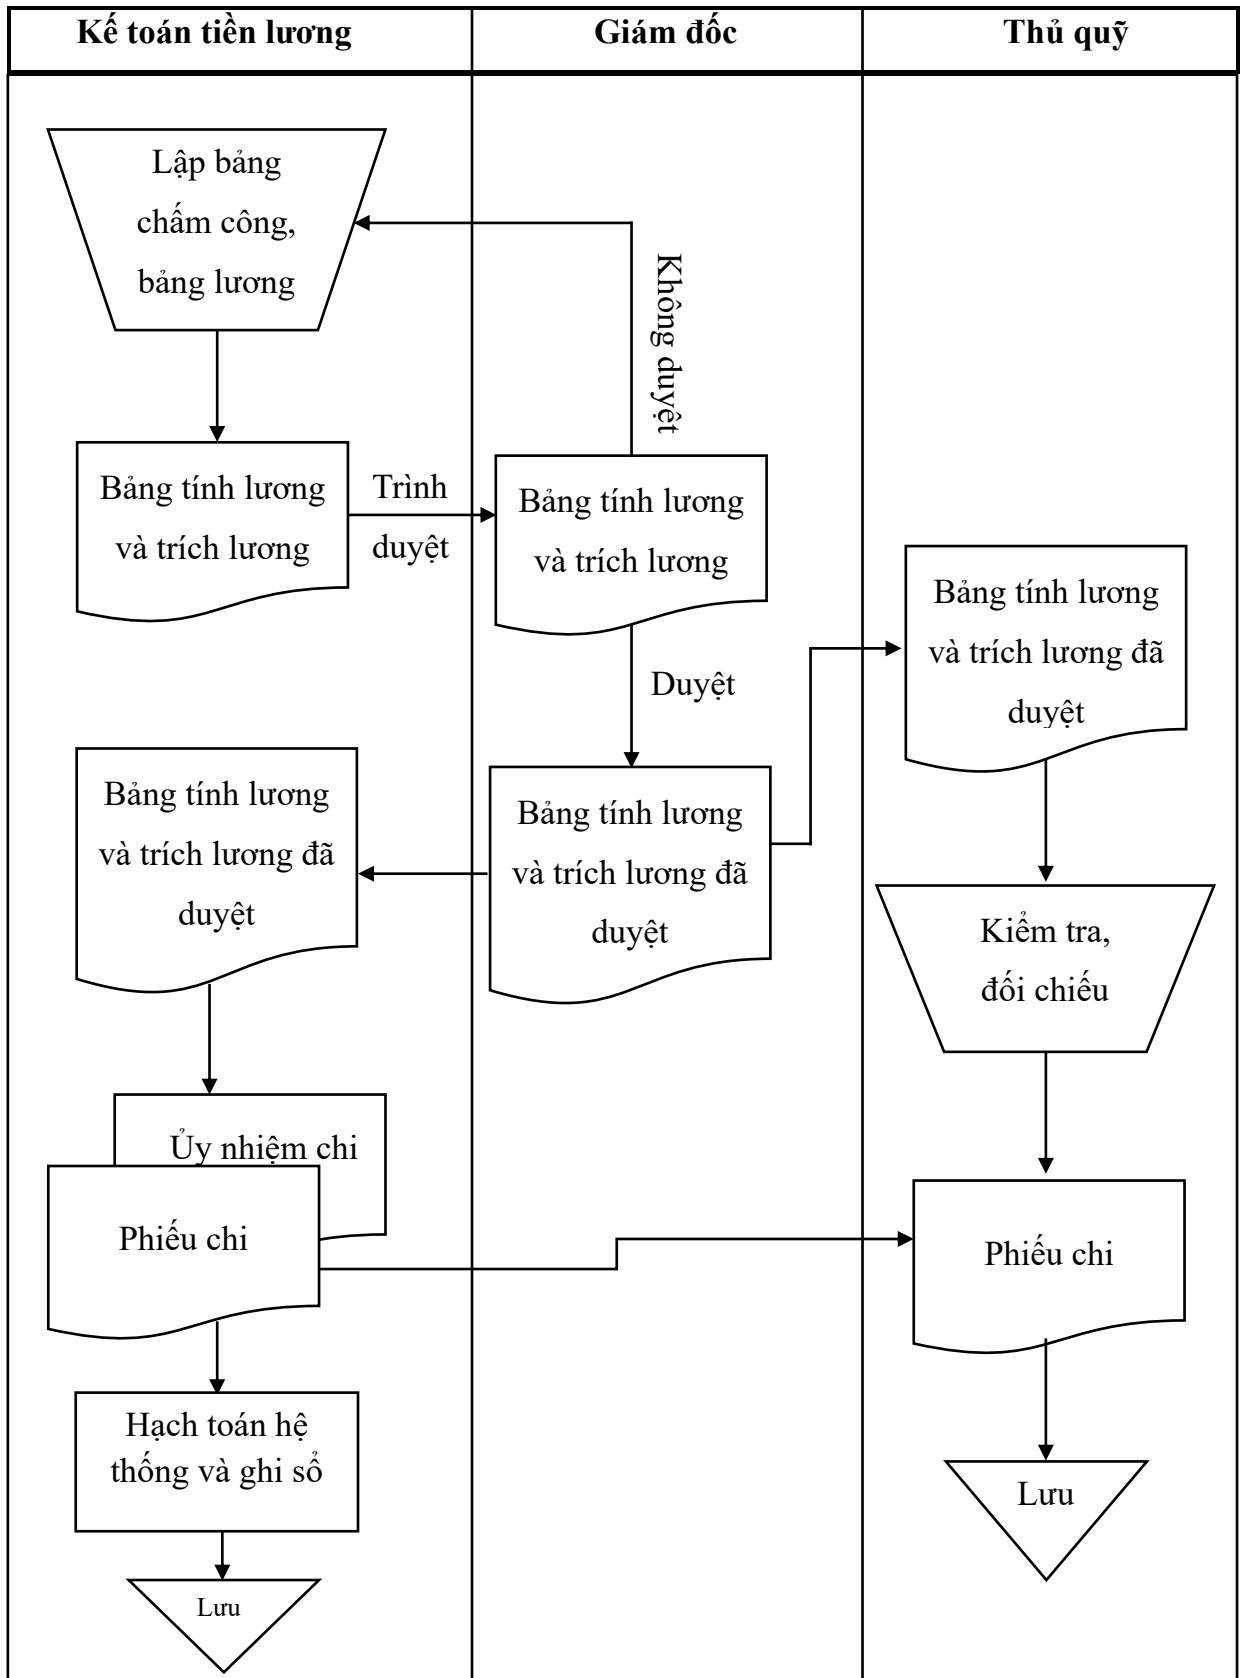 Kế toán tiền lương
Giám đốc
Thủ quỹ
Lập bảng
chấm công,
bảng lương
Không duyệt
Bảng tính lương
và trích lương
Trình
duyệt
Bảng tính lương
và trích lương
Bảng tính lương
và trích lương đã
duyệt
Duyệt
Bảng tính lương
và trích lương đã
duyệt
Bảng tính lương
và trích lương đã
duyệt
Kiểm tra,
đối chiếu
Ủy nhiệm chi
Phiếu chi
Phiếu chi
Hạch toán hệ
thống và ghi sổ
Lưu
Lưu